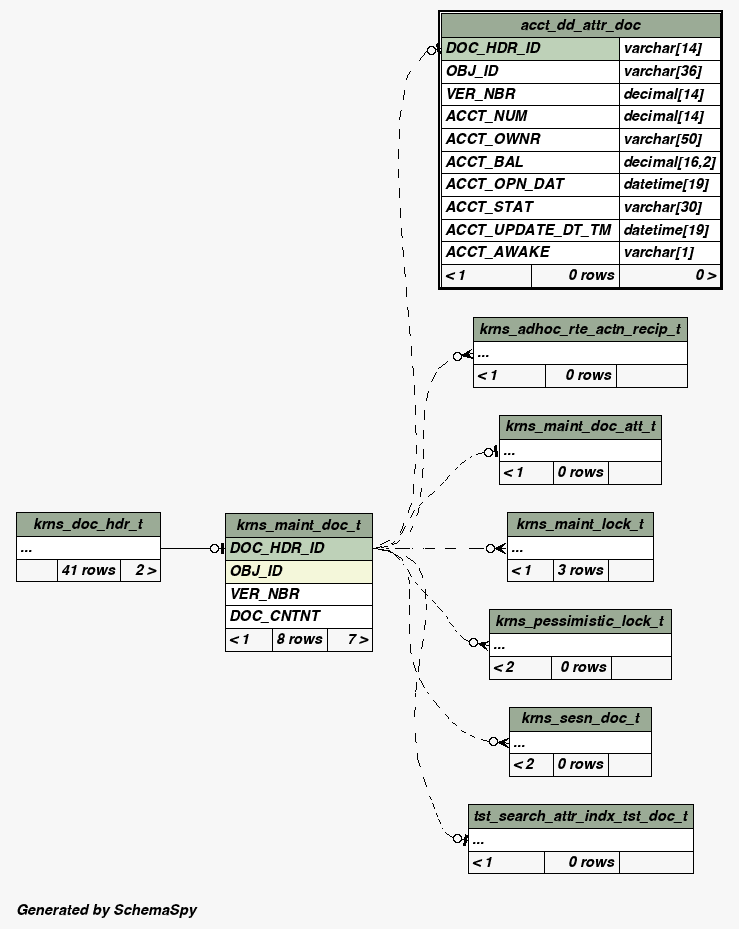 acct_dd_attr_doc
DOC_HDR_ID varchar[14]
OBJ_ID varchar[36]
VER_NBR decimal[14]
ACCT_NUM decimal[14]
ACCT_OWNR varchar[50]
ACCT_BAL decimal[16,2]
ACCT_OPN_DAT datetime[19]
ACCT_STAT varchar[30]
ACCT_UPDATE_DT_TM datetime[19]
ACCT_AWAKE varchar[1]
< 1 0 rows 0 >
krns_adhoc_rte_actn_recip_t
...
< 1 0 rows
krns_maint_doc_att_t
...
< 1 0 rows
krns_doc_hdr_t
...
41 rows 2 >
krns_maint_doc_t
DOC_HDR_ID
OBJ_ID
VER_NBR
DOC_CNTNT
< 1 8 rows 7 >
krns_maint_lock_t
...
< 1 3 rows
krns_pessimistic_lock_t
...
< 2 0 rows
krns_sesn_doc_t
...
< 2 0 rows
tst_search_attr_indx_tst_doc_t
...
< 1 0 rows
Generated by SchemaSpy